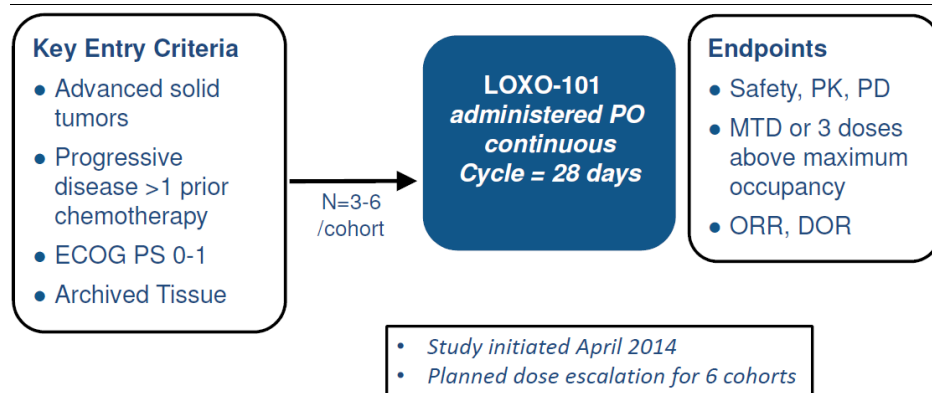 Key Entry Criteria
● Advanced solid
tumors
● Progressive
disease >1 prior
chemotherapy
● ECOG PS 0-1
● Archived Tissue
N=3-6
/cohort
LOXO-101
administered PO
continuous
Cycle = 28 days
Endpoints
● Safety, PK, PD
● MTD or 3 doses
above maximum
occupancy
● ORR, DOR
• Study initiated April 2014
• Planned dose escalation for 6 cohorts